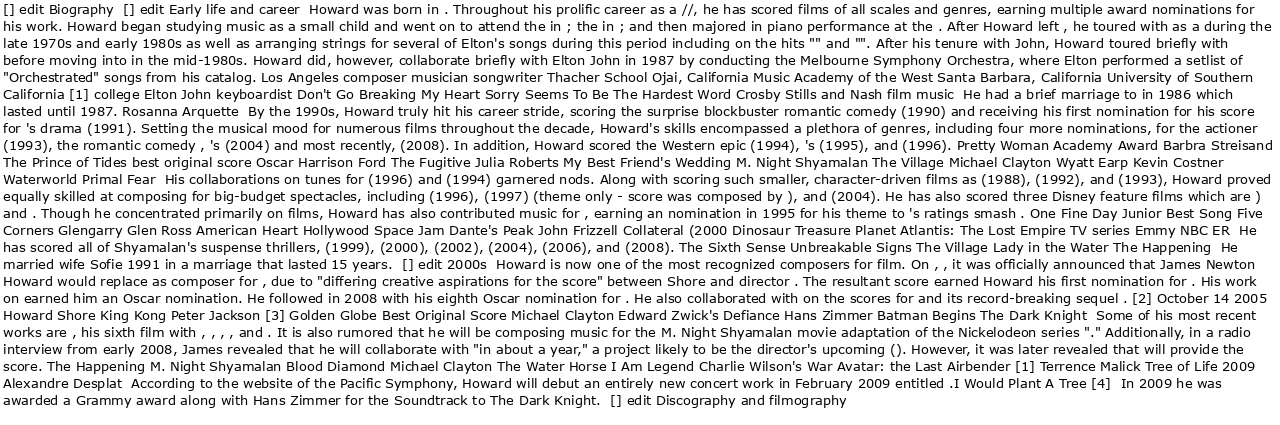 [] edit Biography  [] edit Early life and career  Howard was born in . Throughout his prolific career as a //, he has scored films of all scales and genres, earning multiple award nominations for
his work. Howard began studying music as a small child and went on to attend the in ; the in ; and then majored in piano performance at the . After Howard left , he toured with as a during the
late 1970s and early 1980s as well as arranging strings for several of Elton's songs during this period including on the hits "" and "". After his tenure with John, Howard toured briefly with
before moving into in the mid-1980s. Howard did, however, collaborate briefly with Elton John in 1987 by conducting the Melbourne Symphony Orchestra, where Elton performed a setlist of
"Orchestrated" songs from his catalog. Los Angeles composer musician songwriter Thacher School Ojai, California Music Academy of the West Santa Barbara, California University of Southern
California [1] college Elton John keyboardist Don't Go Breaking My Heart Sorry Seems To Be The Hardest Word Crosby Stills and Nash film music  He had a brief marriage to in 1986 which
lasted until 1987. Rosanna Arquette  By the 1990s, Howard truly hit his career stride, scoring the surprise blockbuster romantic comedy (1990) and receiving his first nomination for his score
for 's drama (1991). Setting the musical mood for numerous films throughout the decade, Howard's skills encompassed a plethora of genres, including four more nominations, for the actioner
(1993), the romantic comedy , 's (2004) and most recently, (2008). In addition, Howard scored the Western epic (1994), 's (1995), and (1996). Pretty Woman Academy Award Barbra Streisand
The Prince of Tides best original score Oscar Harrison Ford The Fugitive Julia Roberts My Best Friend's Wedding M. Night Shyamalan The Village Michael Clayton Wyatt Earp Kevin Costner
Waterworld Primal Fear  His collaborations on tunes for (1996) and (1994) garnered nods. Along with scoring such smaller, character-driven films as (1988), (1992), and (1993), Howard proved
equally skilled at composing for big-budget spectacles, including (1996), (1997) (theme only - score was composed by ), and (2004). He has also scored three Disney feature films which are )
and . Though he concentrated primarily on films, Howard has also contributed music for , earning an nomination in 1995 for his theme to 's ratings smash . One Fine Day Junior Best Song Five
Corners Glengarry Glen Ross American Heart Hollywood Space Jam Dante's Peak John Frizzell Collateral (2000 Dinosaur Treasure Planet Atlantis: The Lost Empire TV series Emmy NBC ER  He
has scored all of Shyamalan's suspense thrillers, (1999), (2000), (2002), (2004), (2006), and (2008). The Sixth Sense Unbreakable Signs The Village Lady in the Water The Happening  He
married wife Sofie 1991 in a marriage that lasted 15 years.  [] edit 2000s  Howard is now one of the most recognized composers for film. On , , it was officially announced that James Newton
Howard would replace as composer for , due to "differing creative aspirations for the score" between Shore and director . The resultant score earned Howard his first nomination for . His work
on earned him an Oscar nomination. He followed in 2008 with his eighth Oscar nomination for . He also collaborated with on the scores for and its record-breaking sequel . [2] October 14 2005
Howard Shore King Kong Peter Jackson [3] Golden Globe Best Original Score Michael Clayton Edward Zwick's Defiance Hans Zimmer Batman Begins The Dark Knight  Some of his most recent
works are , his sixth film with , , , , and . It is also rumored that he will be composing music for the M. Night Shyamalan movie adaptation of the Nickelodeon series "." Additionally, in a radio
interview from early 2008, James revealed that he will collaborate with "in about a year," a project likely to be the director's upcoming (). However, it was later revealed that will provide the
score. The Happening M. Night Shyamalan Blood Diamond Michael Clayton The Water Horse I Am Legend Charlie Wilson's War Avatar: the Last Airbender [1] Terrence Malick Tree of Life 2009
Alexandre Desplat  According to the website of the Pacific Symphony, Howard will debut an entirely new concert work in February 2009 entitled .I Would Plant A Tree [4]  In 2009 he was
awarded a Grammy award along with Hans Zimmer for the Soundtrack to The Dark Knight.  [] edit Discography and filmography